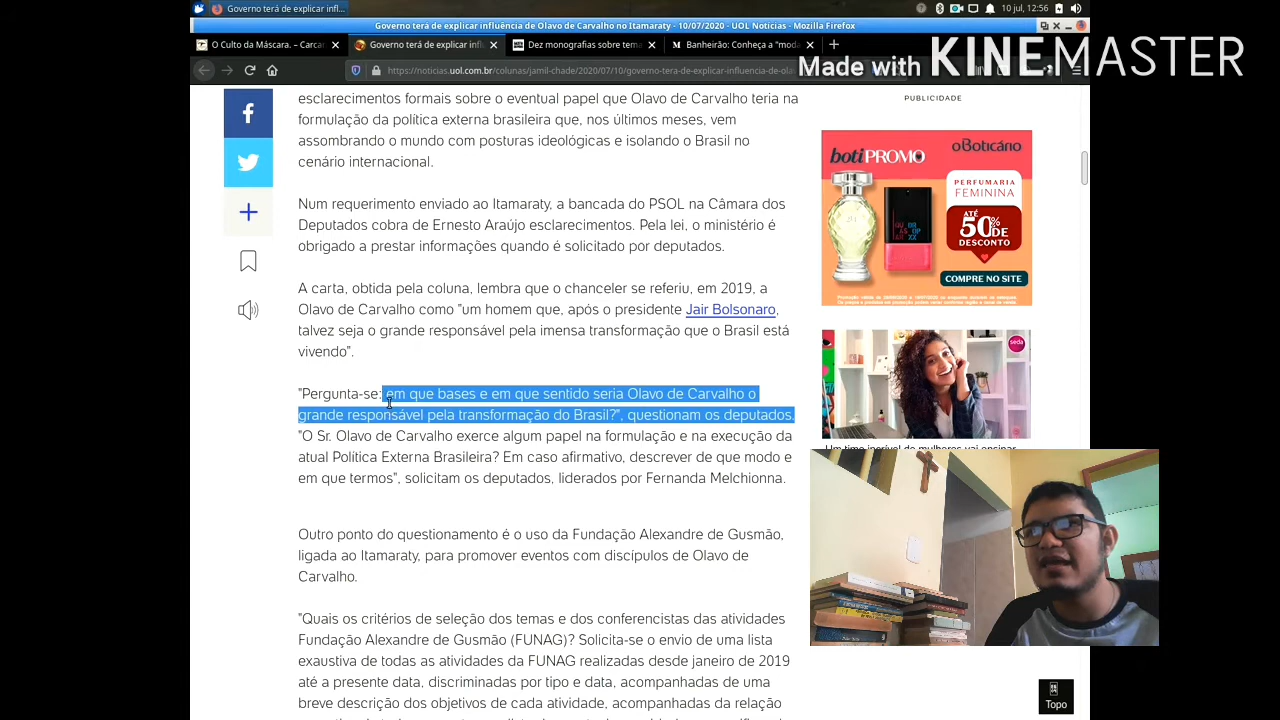 Governo terá de explicar infl...
10 jul, 12:56
Governo terá de explicar influência de Olavo de Carvalho no Itamaraty - 10/07/2020 - UOL Notícias - Mozilla Firefox
O Culto da Máscara. – Carcar
Governo terá de explicar infl
Dez monografias sobre tema
Banheirão: Conheça a "moda
https://noticias.uol.com.br/colunas/jamil-chade/2020/07/10/governo-tera-de-explicar-influencia-de-ol
Made with KINEMASTER
esclarecimentos formais sobre o eventual papel que Olavo de Carvalho teria na
formulação da política externa brasileira que, nos últimos meses, vem
assombrando o mundo com posturas ideológicas e isolando o Brasil no
cenário internacional.
Num requerimento enviado ao Itamaraty, a bancada do PSOL na Câmara dos
Deputados cobra de Ernesto Araújo esclarecimentos. Pela lei, o ministério é
obrigado a prestar informações quando é solicitado por deputados.
A carta, obtida pela coluna, lembra que o chanceler se referiu, em 2019, a
Olavo de Carvalho como "um homem que, após o presidente Jair Bolsonaro,
talvez seja o grande responsável pela imensa transformação que o Brasil está
vivendo".
"Pergunta-se: em que bases e em que sentido seria Olavo de Carvalho o
grande responsável pela transformação do Brasil?", questionam os deputados.
"O Sr. Olavo de Carvalho exerce algum papel na formulação e na execução da
atual Política Externa Brasileira? Em caso afirmativo, descrever de que modo e
em que termos", solicitam os deputados, liderados por Fernanda Melchionna.
Outro ponto do questionamento é o uso da Fundação Alexandre de Gusmão,
ligada ao Itamaraty, para promover eventos com discípulos de Olavo de
Carvalho.
"Quais os critérios de seleção dos temas e dos conferencistas das atividades
Fundação Alexandre de Gusmão (FUNAG)? Solicita-se o envio de uma lista
exaustiva de todas as atividades da FUNAG realizadas desde janeiro de 2019
até a presente data, discriminadas por tipo e data, acompanhadas de uma
breve descrição dos objetivos de cada atividade, acompanhadas da relação
PUBLICIDADE
botiPROMO
oBoticário
PERFUMARIA
FEMININA
ATÉ
50%
DE
DESCONTO
COMPRE NO SITE
seda
Um time incrível de mulheres vai ensinar
Topo